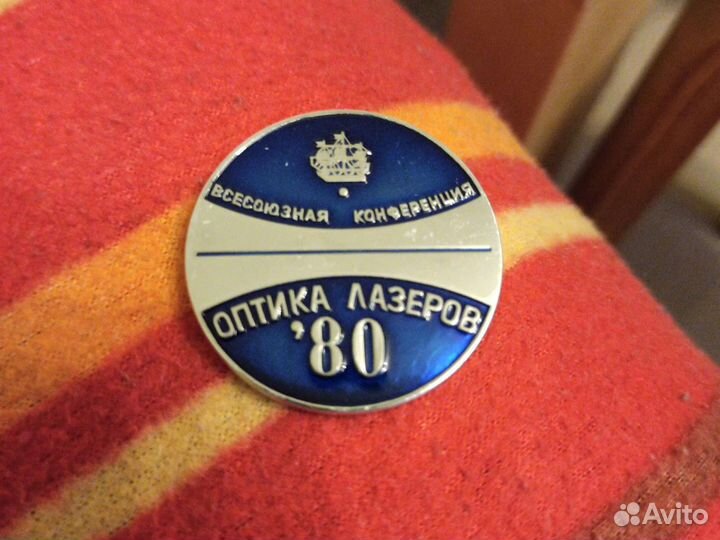 ВСЕСОЮЗНАЯ КОНФЕРЕНЦИЯ
ОПТИКА ЛАЗЕРОВ
'80
Avito